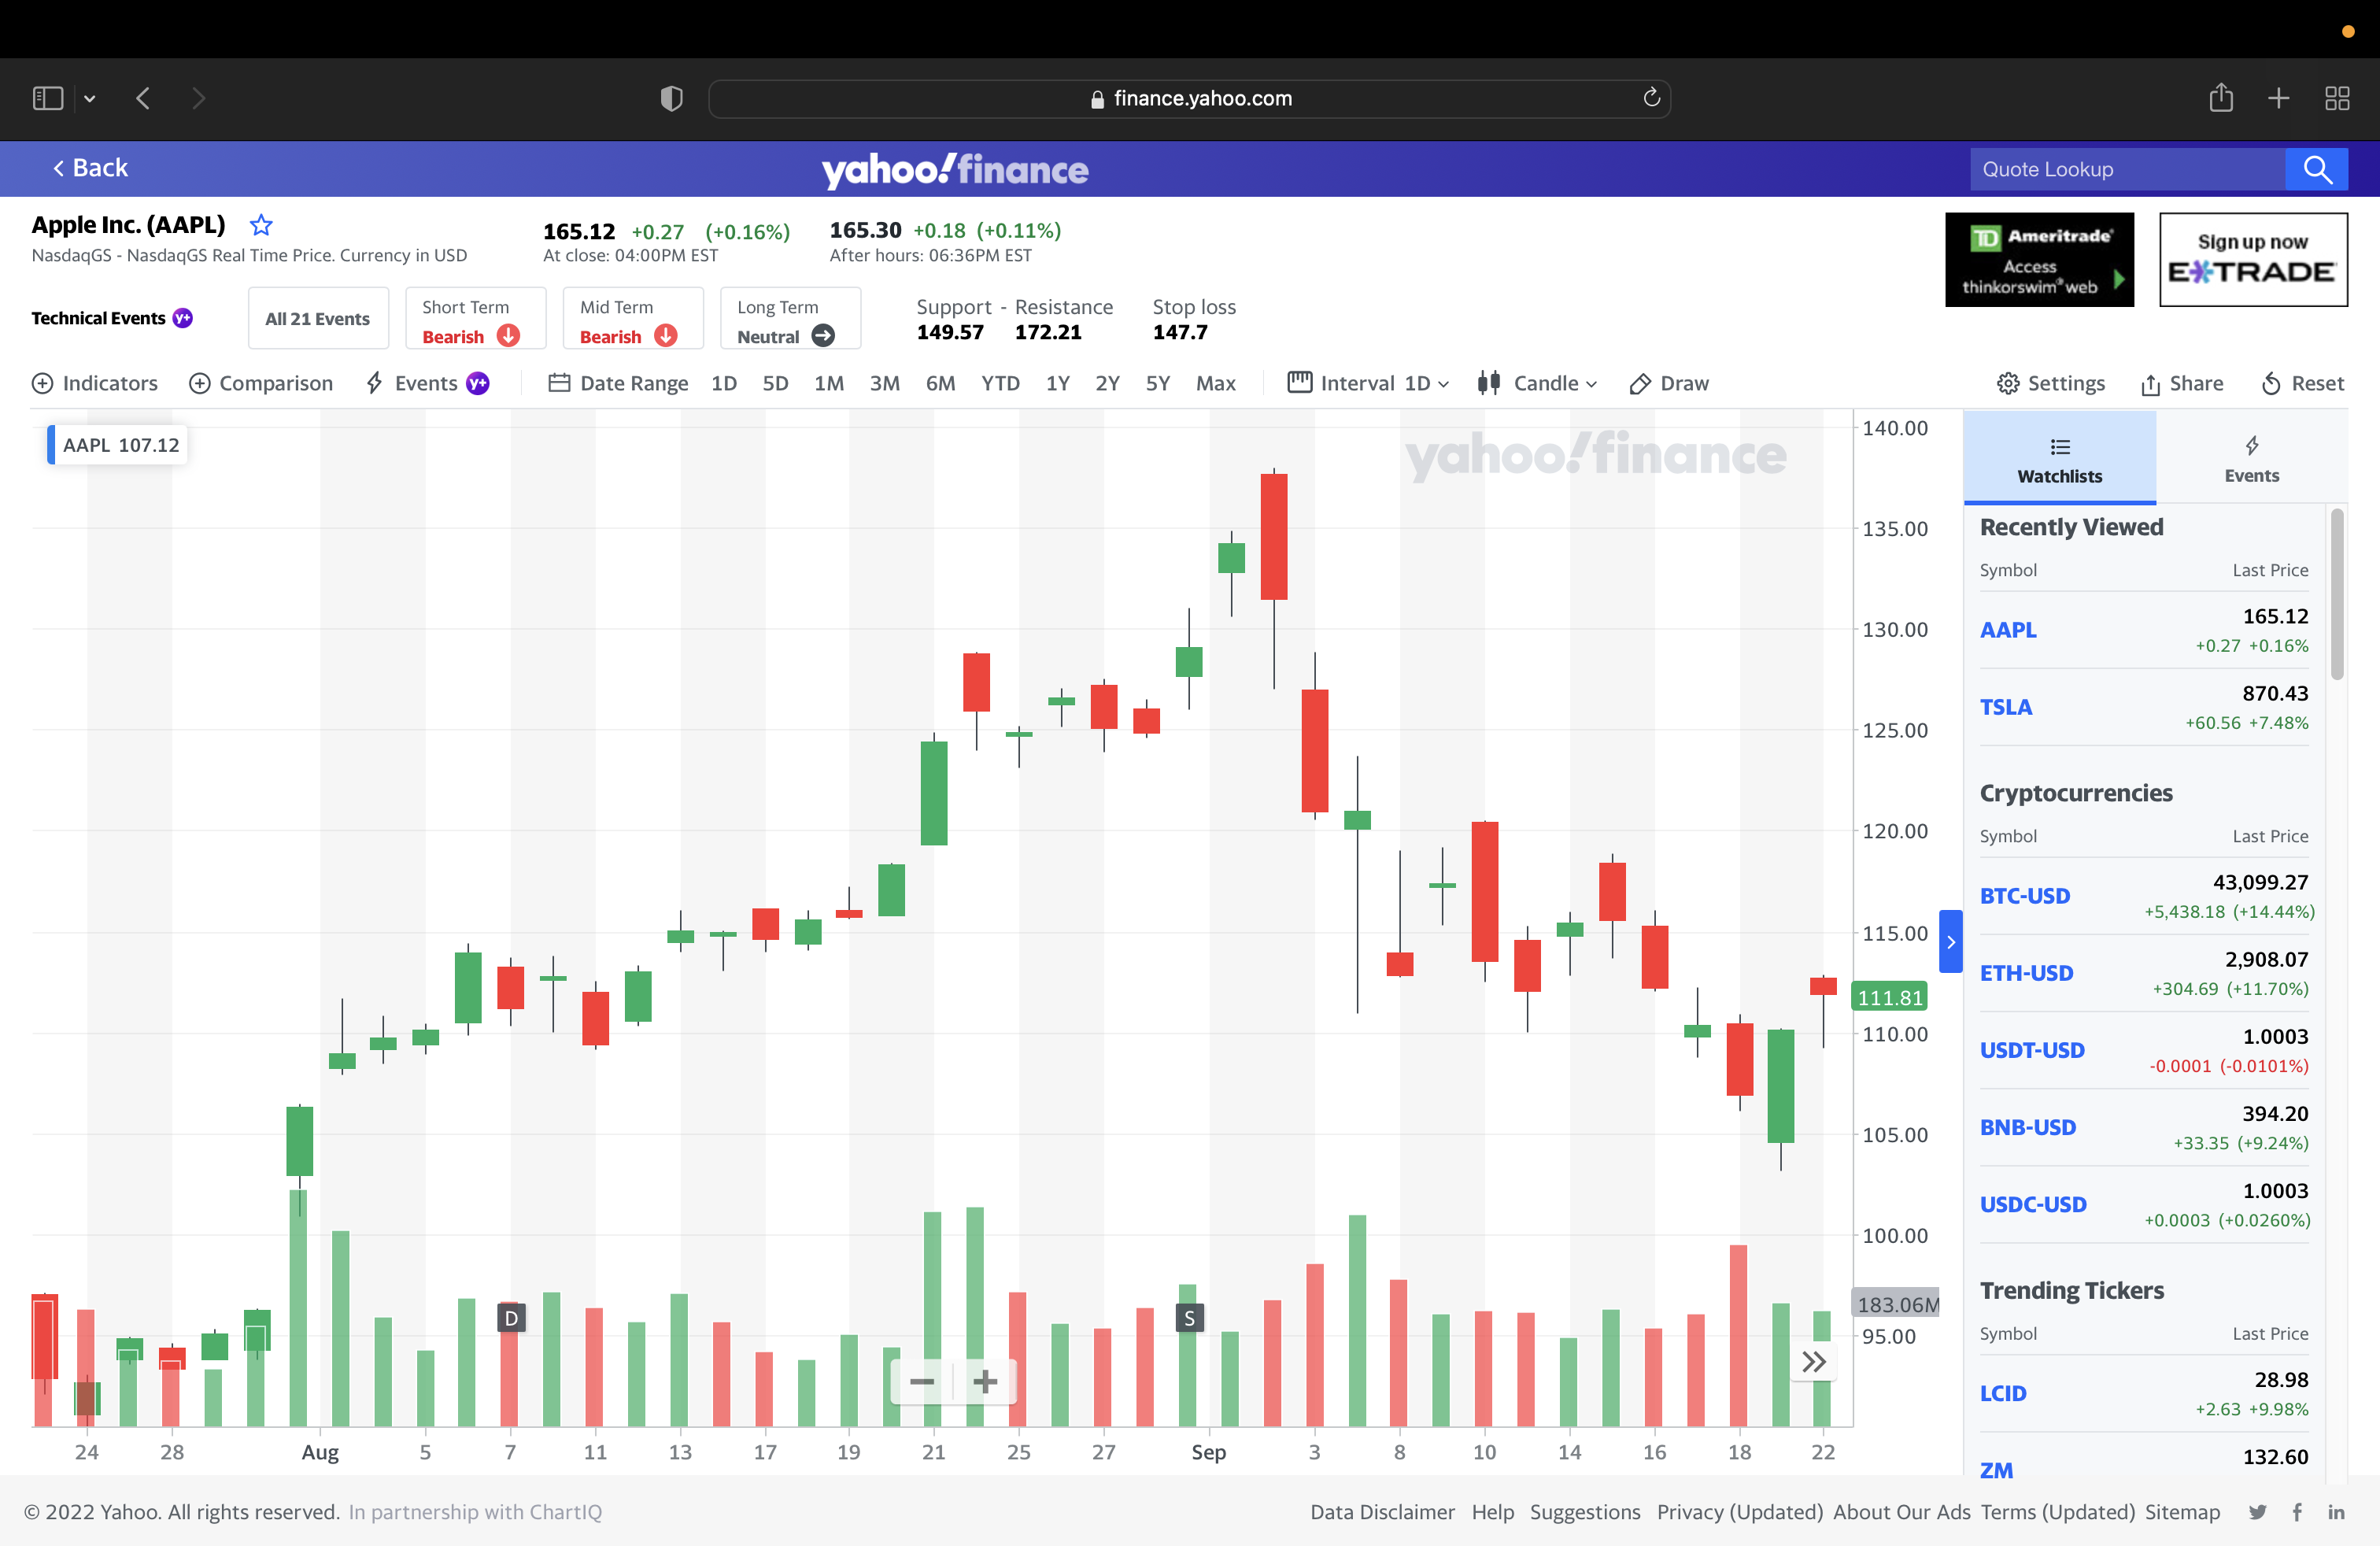 finance.yahoo.com
Back
yahoo!finance
Quote Lookup
Apple Inc. (AAPL)
NasdaqGS - NasdaqGS Real Time Price. Currency in USD
165.12 +0.27 (+0.16%)
At close: 04:00PM EST
165.30 +0.18 (+0.11%)
After hours: 06:36PM EST
TD Ameritrade
Access
thinkorswim® web
Sign up now
E*TRADE
Technical Events Y+
All 21 Events
Short Term
Bearish
Mid Term
Bearish
Long Term
Neutral
Support - Resistance
149.57 172.21
Stop loss
147.7
Indicators Comparison Events Y+ Date Range 1D 5D 1M 3M 6M YTD 1Y 2Y 5Y Max Interval 1D Candle Draw Settings Share Reset
AAPL 107.12
yahoo!finance
140.00
135.00
130.00
125.00
120.00
115.00
111.81
110.00
105.00
100.00
183.06M
95.00
D
S
24 28 Aug 5 7 11 13 17 19 21 25 27 Sep 3 8 10 14 16 18 22
Watchlists
Events
Recently Viewed
Symbol Last Price
AAPL 165.12
+0.27 +0.16%
TSLA 870.43
+60.56 +7.48%
Cryptocurrencies
Symbol Last Price
BTC-USD 43,099.27
+5,438.18 (+14.44%)
ETH-USD 2,908.07
+304.69 (+11.70%)
USDT-USD 1.0003
-0.0001 (-0.0101%)
BNB-USD 394.20
+33.35 (+9.24%)
USDC-USD 1.0003
+0.0003 (+0.0260%)
Trending Tickers
Symbol Last Price
LCID 28.98
+2.63 +9.98%
ZM 132.60
© 2022 Yahoo. All rights reserved. In partnership with ChartIQ
Data Disclaimer Help Suggestions Privacy (Updated) About Our Ads Terms (Updated) Sitemap